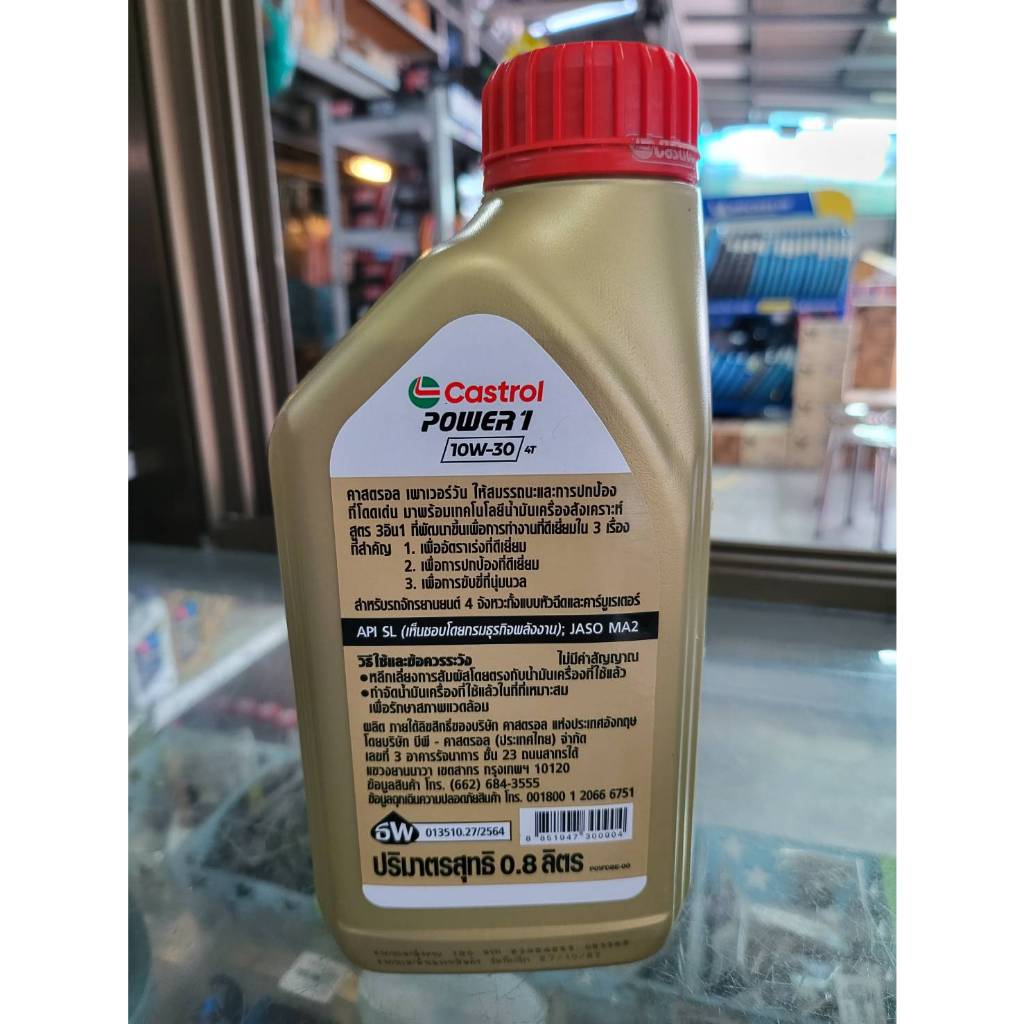 Castrol
Castrol
POWER 1
10W-30 4T
คาสตรอล เพาเวอร์วัน ให้สมรรถนะและการปกป้อง
ที่โดดเด่น มาพร้อมเทคโนโลยีน้ำมันเครื่องสังเคราะห์
สูตร 3อิน1 ที่พัฒนาขึ้นเพื่อการทำงานที่ดีเยี่ยมใน 3 เรื่อง
ที่สำคัญ 1. เพื่ออัตราเร่งที่ดีเยี่ยม
2. เพื่อการปกป้องที่ดีเยี่ยม
3. เพื่อการขับขี่ที่นุ่มนวล
สำหรับรถจักรยานยนต์ 4 จังหวะทั้งแบบหัวฉีดและคาร์บูเรเตอร์
API SL (เห็นชอบโดยกรมธุรกิจพลังงาน); JASO MA2
วิธีใช้และข้อควรระวัง ไม่มีคำสัญญาณ
•หลีกเลี่ยงการสัมผัสโดยตรงกับน้ำมันเครื่องที่ใช้แล้ว
•กำจัดน้ำมันเครื่องที่ใช้แล้วในที่ที่เหมาะสม
เพื่อรักษาสภาพแวดล้อม
ผลิต ภายใต้ลิขสิทธิ์ของบริษัท คาสตรอล แห่งประเทศอังกฤษ
โดยบริษัท บีพี - คาสตรอล (ประเทศไทย) จำกัด
เลขที่ 3 อาคารรัจนาการ ชั้น 23 ถนนสาทรใต้
แขวงยานนาวา เขตสาทร กรุงเทพฯ 10120
ข้อมูลสินค้า โทร. (662) 684-3555
ข้อมูลฉุกเฉินความปลอดภัยสินค้า โทร. 001800 1 2066 6751
ธพ 013510.27/2564
8 851947 300904
ปริมาตรสุทธิ 0.8 ลิตร